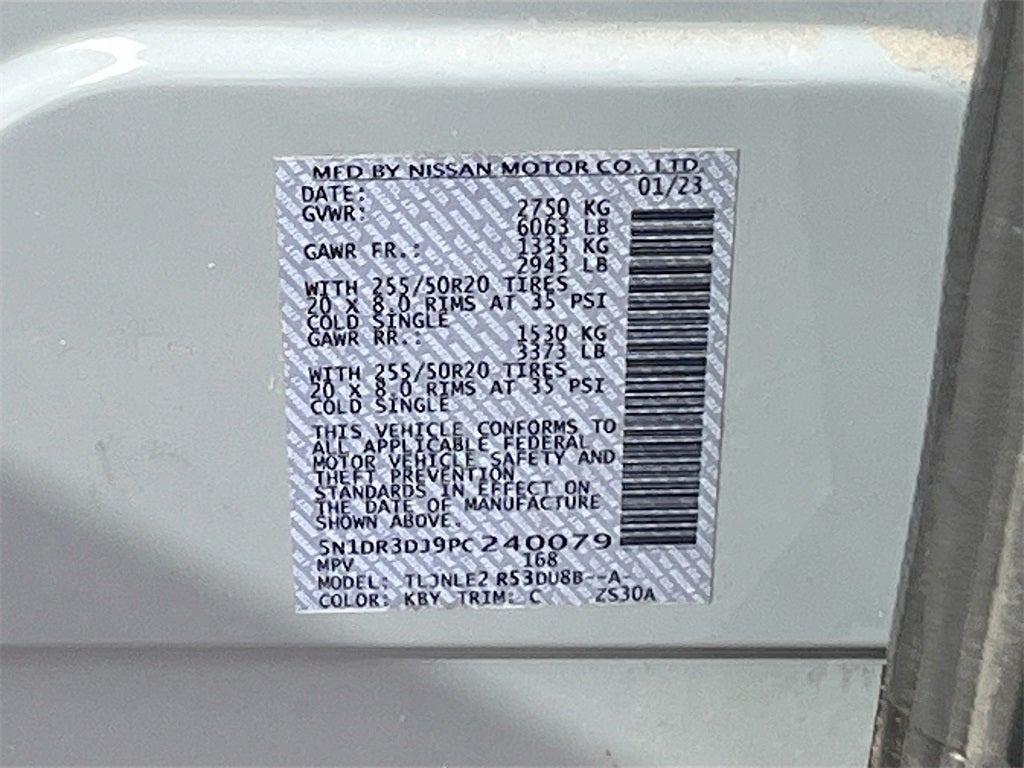 MFD BY NISSAN MOTOR CO., LTD.
DATE: 01/23
GVWR: 2750 KG
6063 LB
GAWR FR.: 1335 KG
2943 LB
WITH 255/50R20 TIRES
20 X 8.0 RIMS AT 35 PSI
COLD SINGLE
GAWR RR.: 1530 KG
3373 LB
WITH 255/50R20 TIRES
20 X 8.0 RIMS AT 35 PSI
COLD SINGLE
THIS VEHICLE CONFORMS TO
ALL APPLICABLE FEDERAL
MOTOR VEHICLE SAFETY AND
THEFT PREVENTION
STANDARDS IN EFFECT ON
THE DATE OF MANUFACTURE
SHOWN ABOVE.
5N1DR3DJ9PC240079
MPV 168
MODEL: TLJNLE2 R53DU8B--A-
COLOR: KBY TRIM: C ZS30A